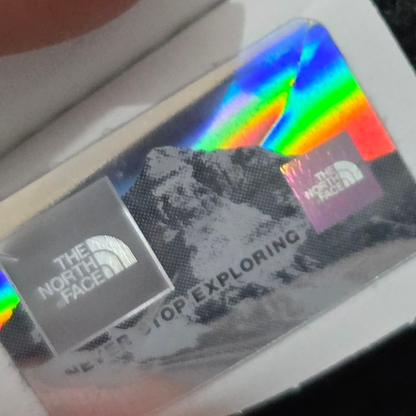 THE
NORTH
FACE
NEVER STOP EXPLORING
THE
NORTH
FACE